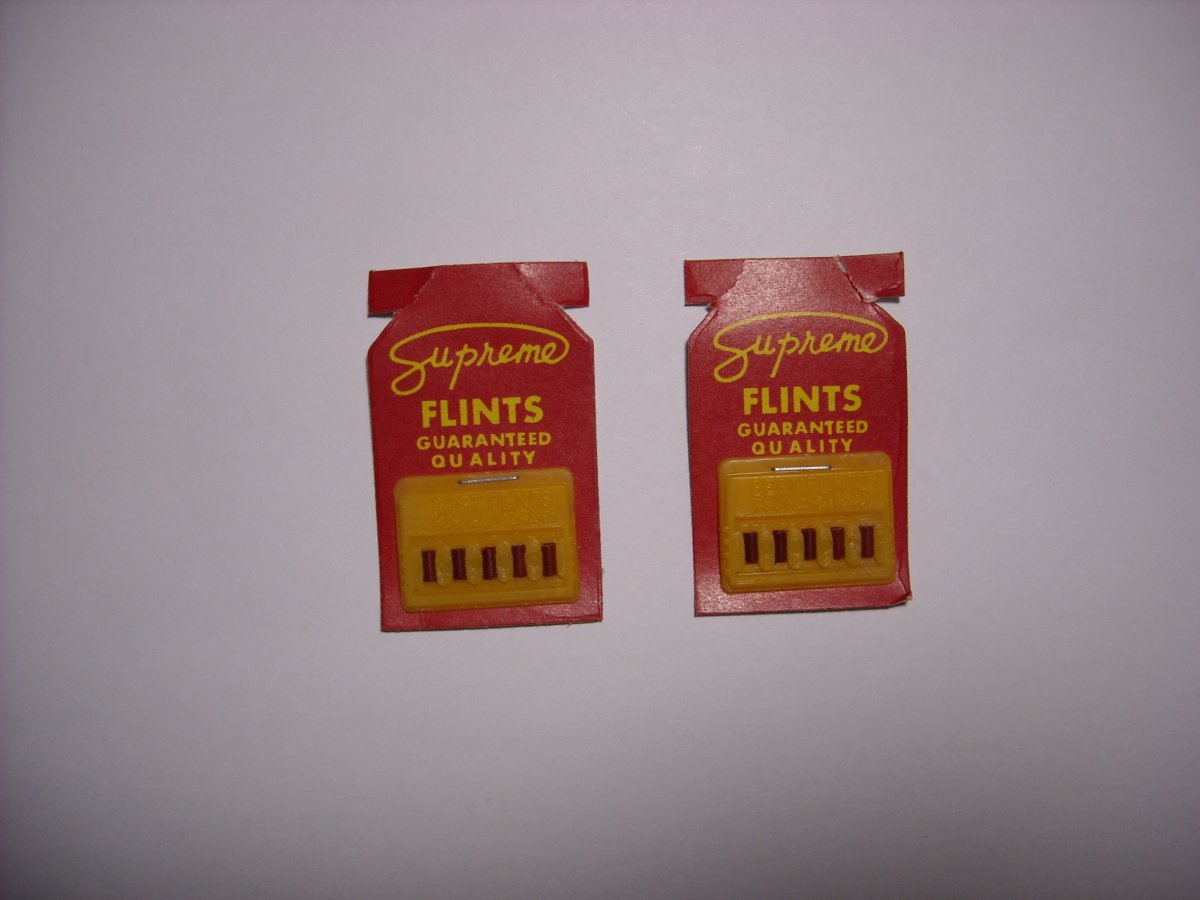 Supreme
FLINTS
GUARANTEED
QUALITY
Supreme
FLINTS
GUARANTEED
QUALITY